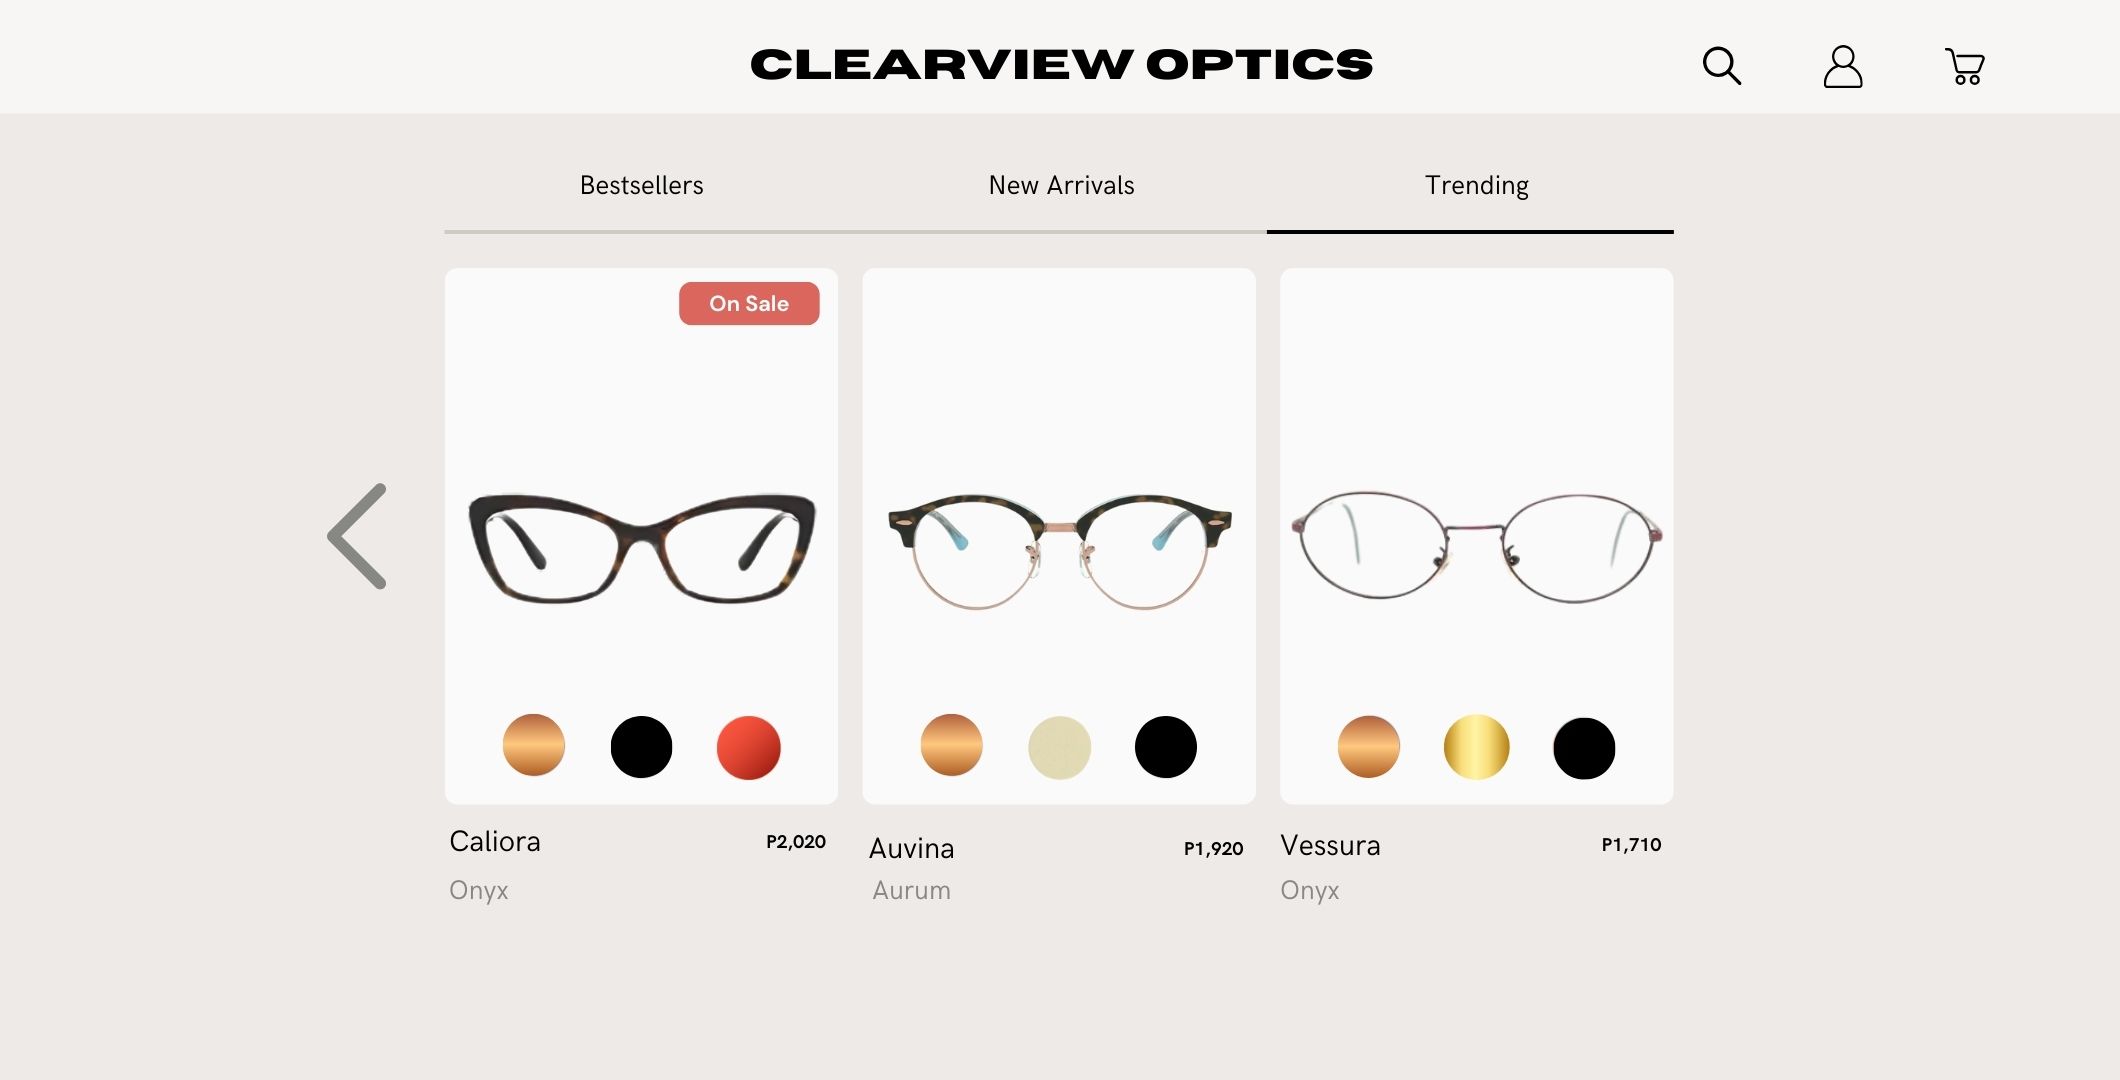 CLEARVIEW OPTICS
Bestsellers
New Arrivals
Trending
On Sale
Caliora
P2,020
Onyx
Auvina
P1,920
Aurum
Vessura
P1,710
Onyx